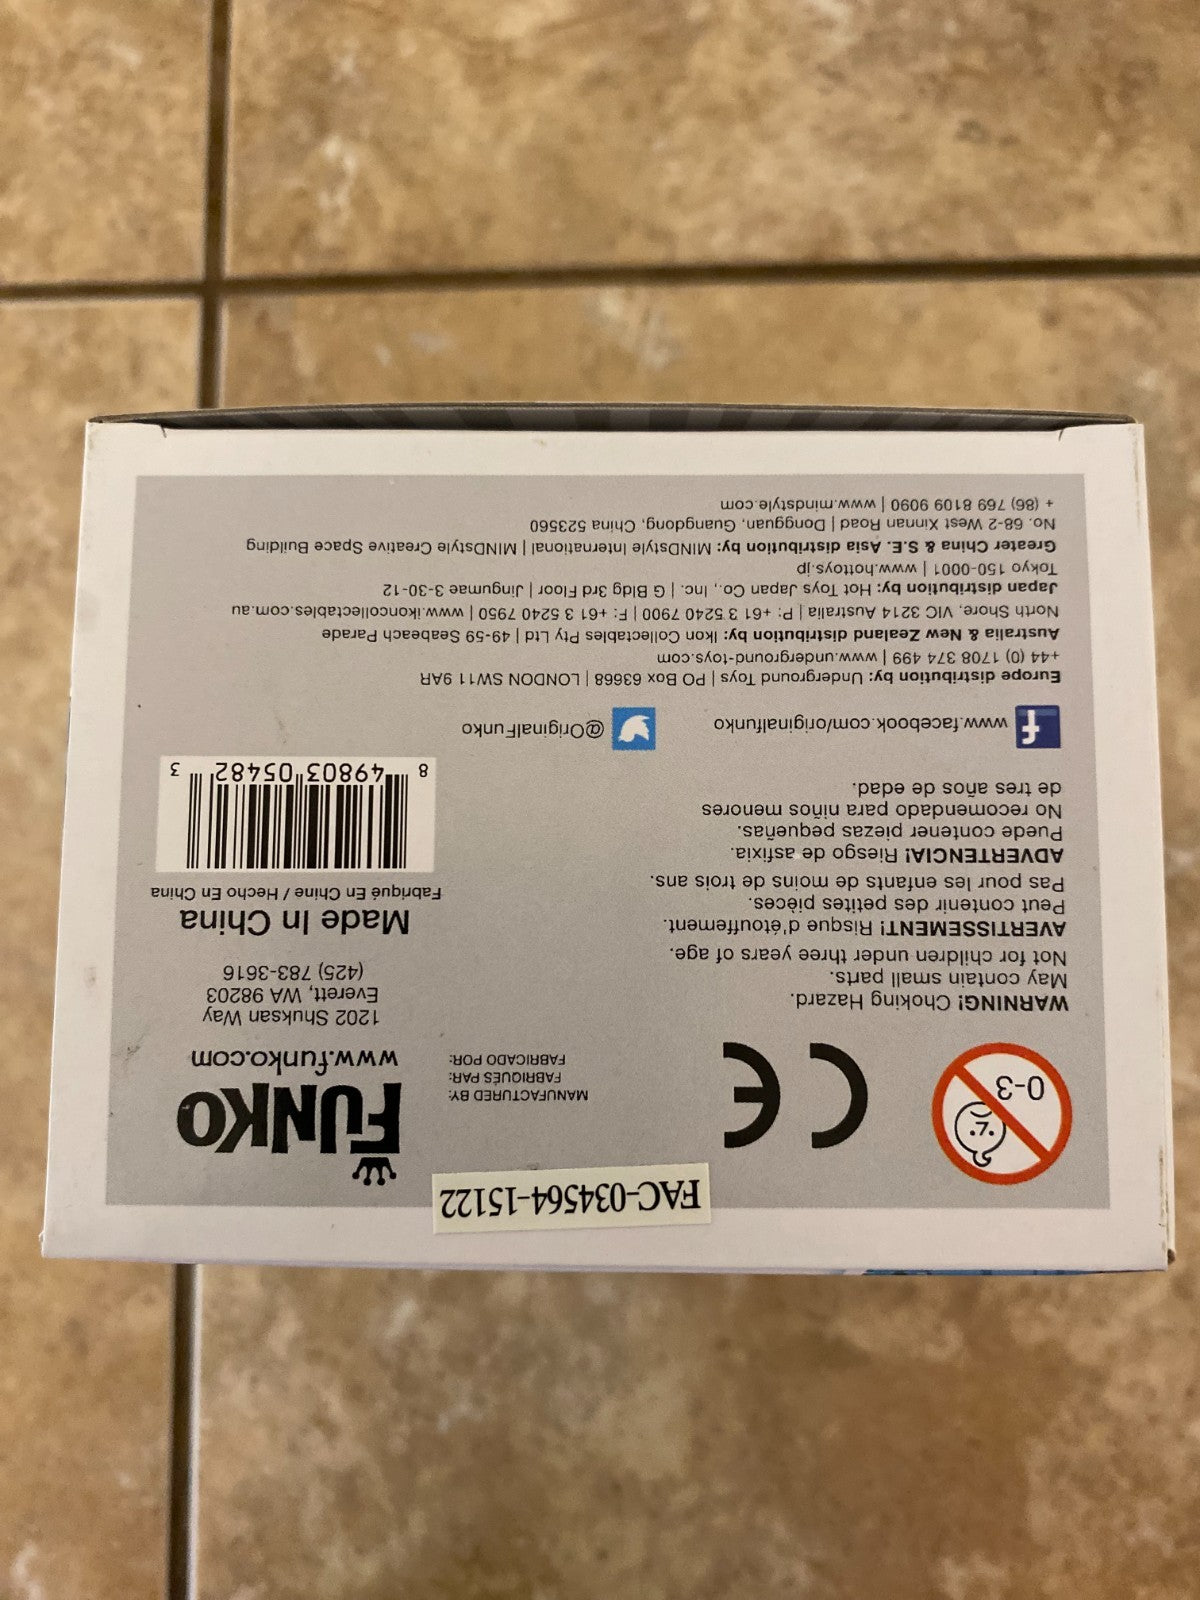 FAC-034564-15122
0-3
CE
MANUFACTURED BY:
FABRIQUÉS PAR:
FABRICADO POR:
FUNKO
www.funko.com
1202 Shuksan Way
Everett, WA 98203
(425) 783-3616
Made In China
Fabriqué En Chine / Hecho En China
8 49803 05482 3
WARNING! Choking Hazard.
May contain small parts.
Not for children under three years of age.
AVERTISSEMENT! Risque d'étouffement.
Peut contenir des petites pièces.
Pas pour les enfants de moins de trois ans.
ADVERTENCIA! Riesgo de asfixia.
Puede contener piezas pequeñas.
No recomendado para niños menores
de tres años de edad.
f www.facebook.com/originalfunko
@OriginalFunko
Europe distribution by: Underground Toys | PO Box 63668 | LONDON SW11 9AR
+44 (0) 1708 374 499 | www.underground-toys.com
Australia & New Zealand distribution by: Ikon Collectables Pty Ltd | 49-59 Seabeach Parade
North Shore, VIC 3214 Australia | P: +61 3 5240 7900 | F: +61 3 5240 7950 | www.ikoncollectables.com.au
Japan distribution by: Hot Toys Japan Co., Inc. | G Bldg 3rd Floor | Jingumae 3-30-12
Tokyo 150-0001 | www.hottoys.jp
Greater China & S.E. Asia distribution by: MINDstyle International | MINDstyle Creative Space Building
No. 68-2 West Xinnan Road | Dongguan, Guangdong, China 523560
+ (86) 769 8109 9090 | www.mindstyle.com